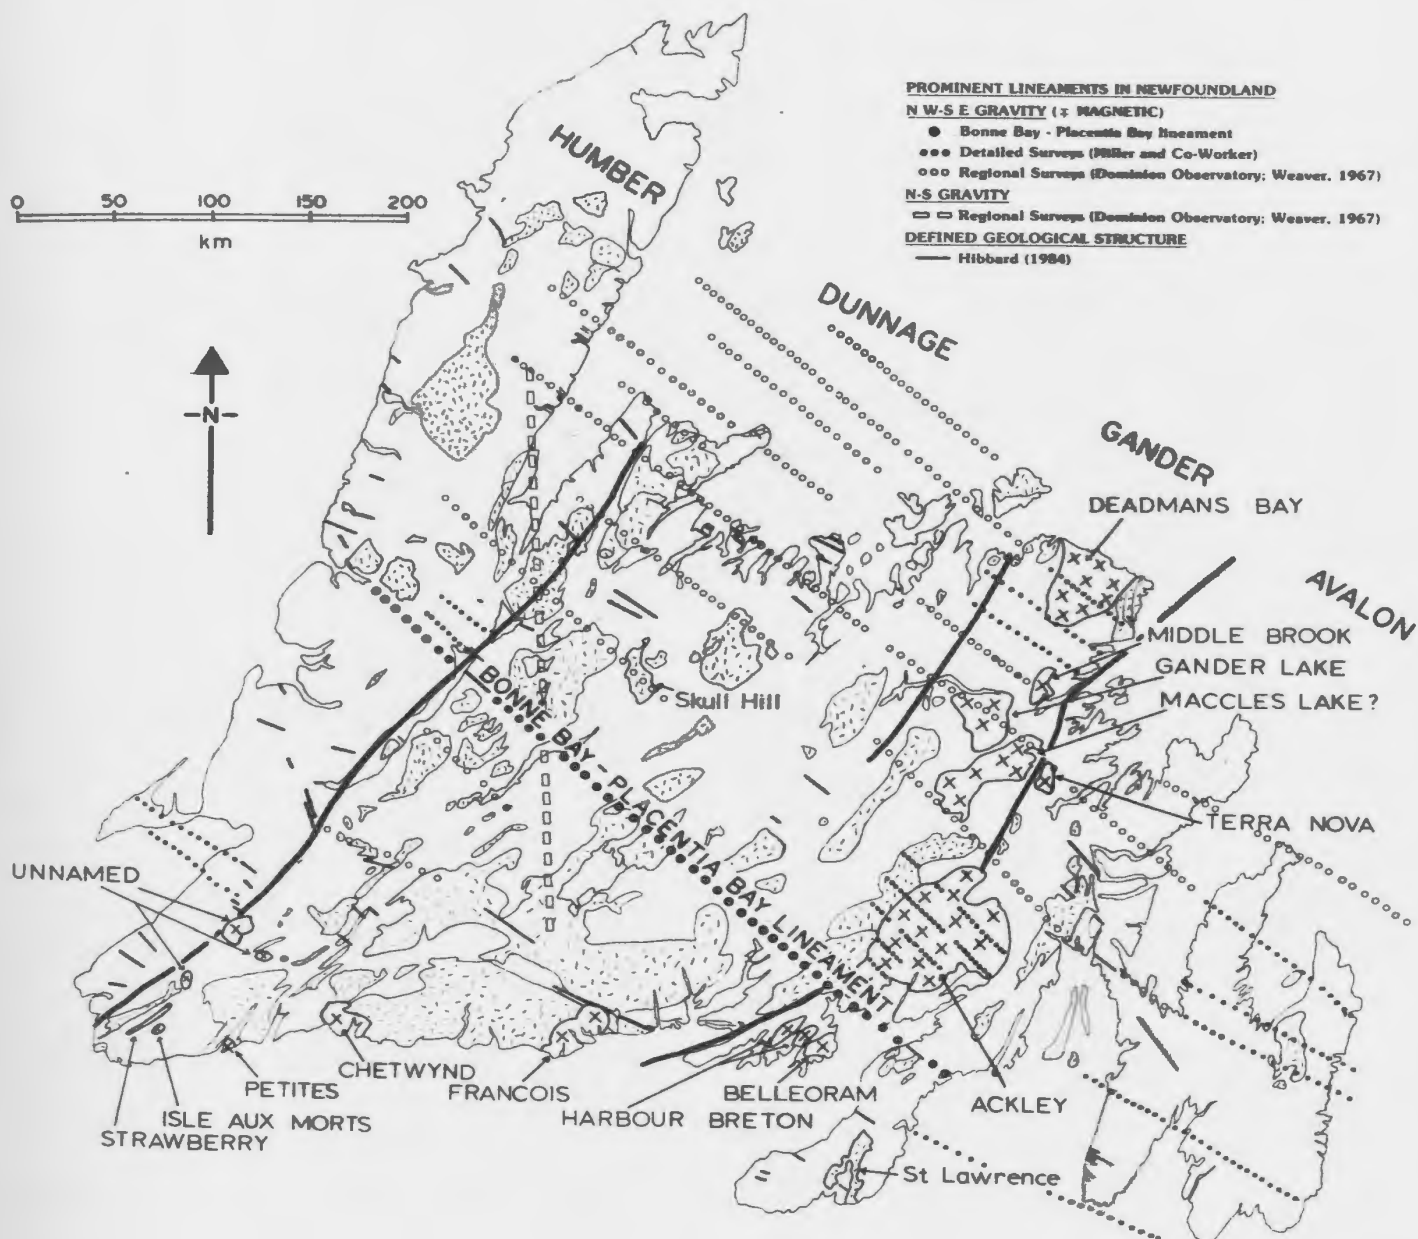 PROMINENT LINEAMENTS IN NEWFOUNDLAND
N W-S E GRAVITY (± MAGNETIC)
Bonne Bay - Placentia Bay lineament
Detailed Surveys (Miller and Co-Worker)
Regional Surveys (Dominion Observatory; Weaver, 1967)
N-S GRAVITY
Regional Surveys (Dominion Observatory; Weaver, 1967)
DEFINED GEOLOGICAL STRUCTURE
Hibbard (1984)
0 50 100 150 200
km
-N-
HUMBER
DUNNAGE
GANDER
AVALON
DEADMANS BAY
MIDDLE BROOK
GANDER LAKE
MACCLES LAKE?
Skull Hill
BONNE BAY-PLACENTIA BAY LINEAMENT
TERRA NOVA
UNNAMED
CHETWYND
PETITES
FRANCOIS
ISLE AUX MORTS
STRAWBERRY
HARBOUR BRETON
BELLEORAM
ACKLEY
St Lawrence